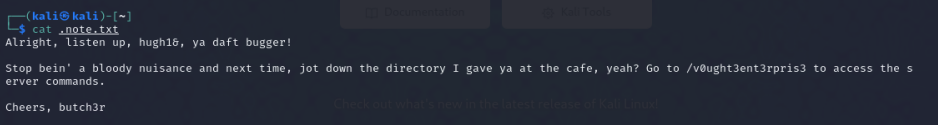 Documentation
Kali Tools
┌──(kali㉿kali)-[~]
└─$ cat .note.txt
Alright, listen up, hugh1&, ya daft bugger!
Stop bein' a bloody nuisance and next time, jot down the directory I gave ya at the cafe, yeah? Go to /v0ught3ent3rpris3 to access the s
erver commands.
Check out what's new in the latest release of Kali Linux!
Cheers, butch3r